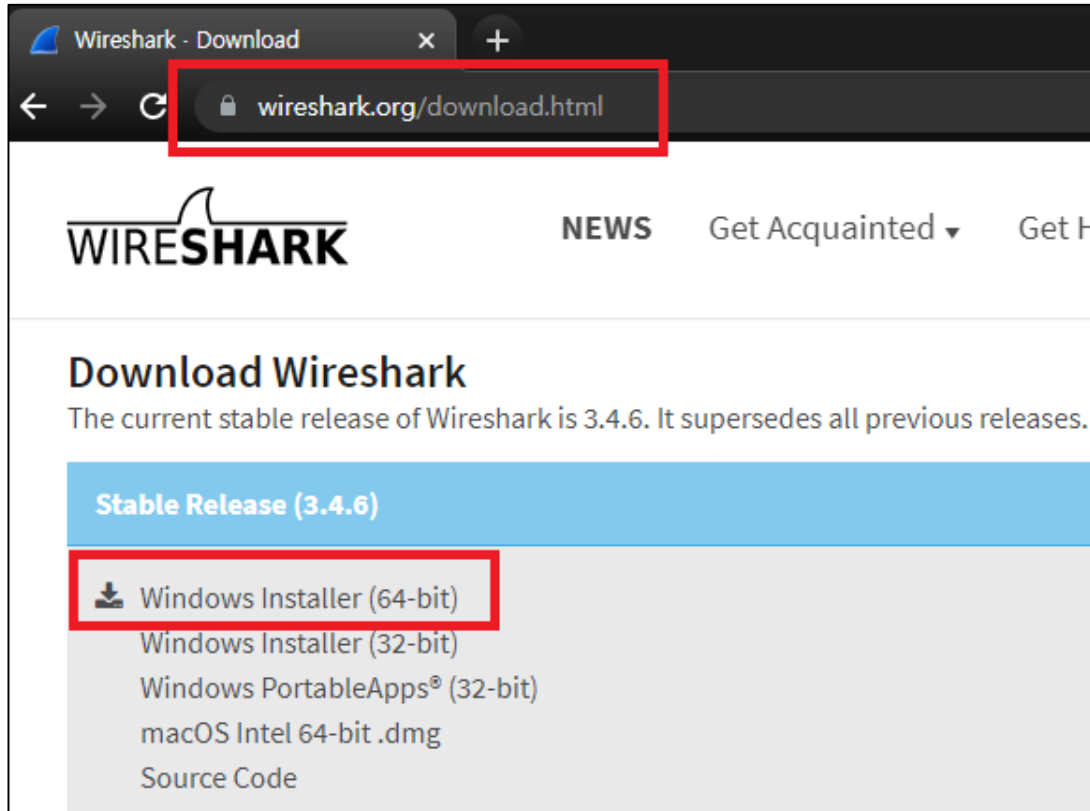 Wireshark - Download
wireshark.org/download.html
WIRESHARK
NEWS Get Acquainted Get
Download Wireshark
The current stable release of Wireshark is 3.4.6. It supersedes all previous releases.
Stable Release (3.4.6)
Windows Installer (64-bit)
Windows Installer (32-bit)
Windows PortableApps® (32-bit)
macOS Intel 64-bit .dmg
Source Code